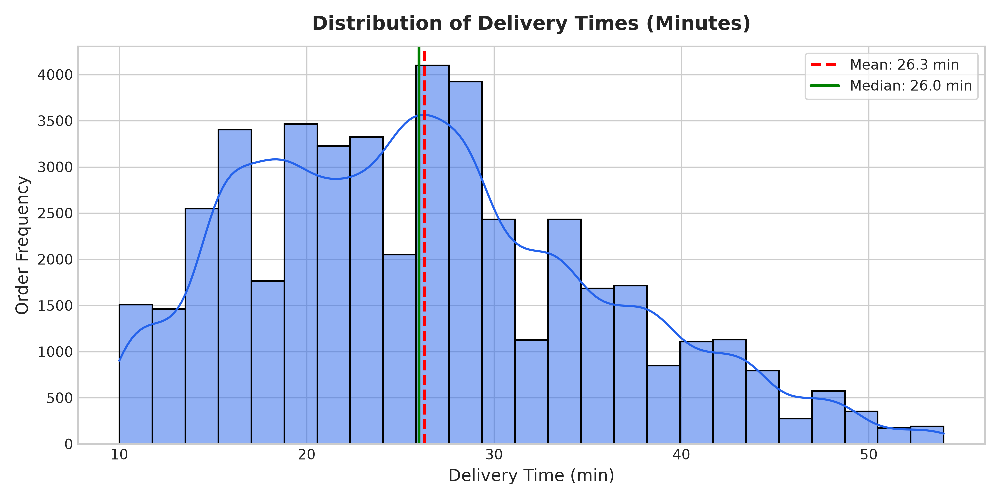 Distribution of Delivery Times (Minutes)
Mean: 26.3 min
Median: 26.0 min
Order Frequency
4000
3500
3000
2500
2000
1500
1000
500
0
10 20 30 40 50
Delivery Time (min)